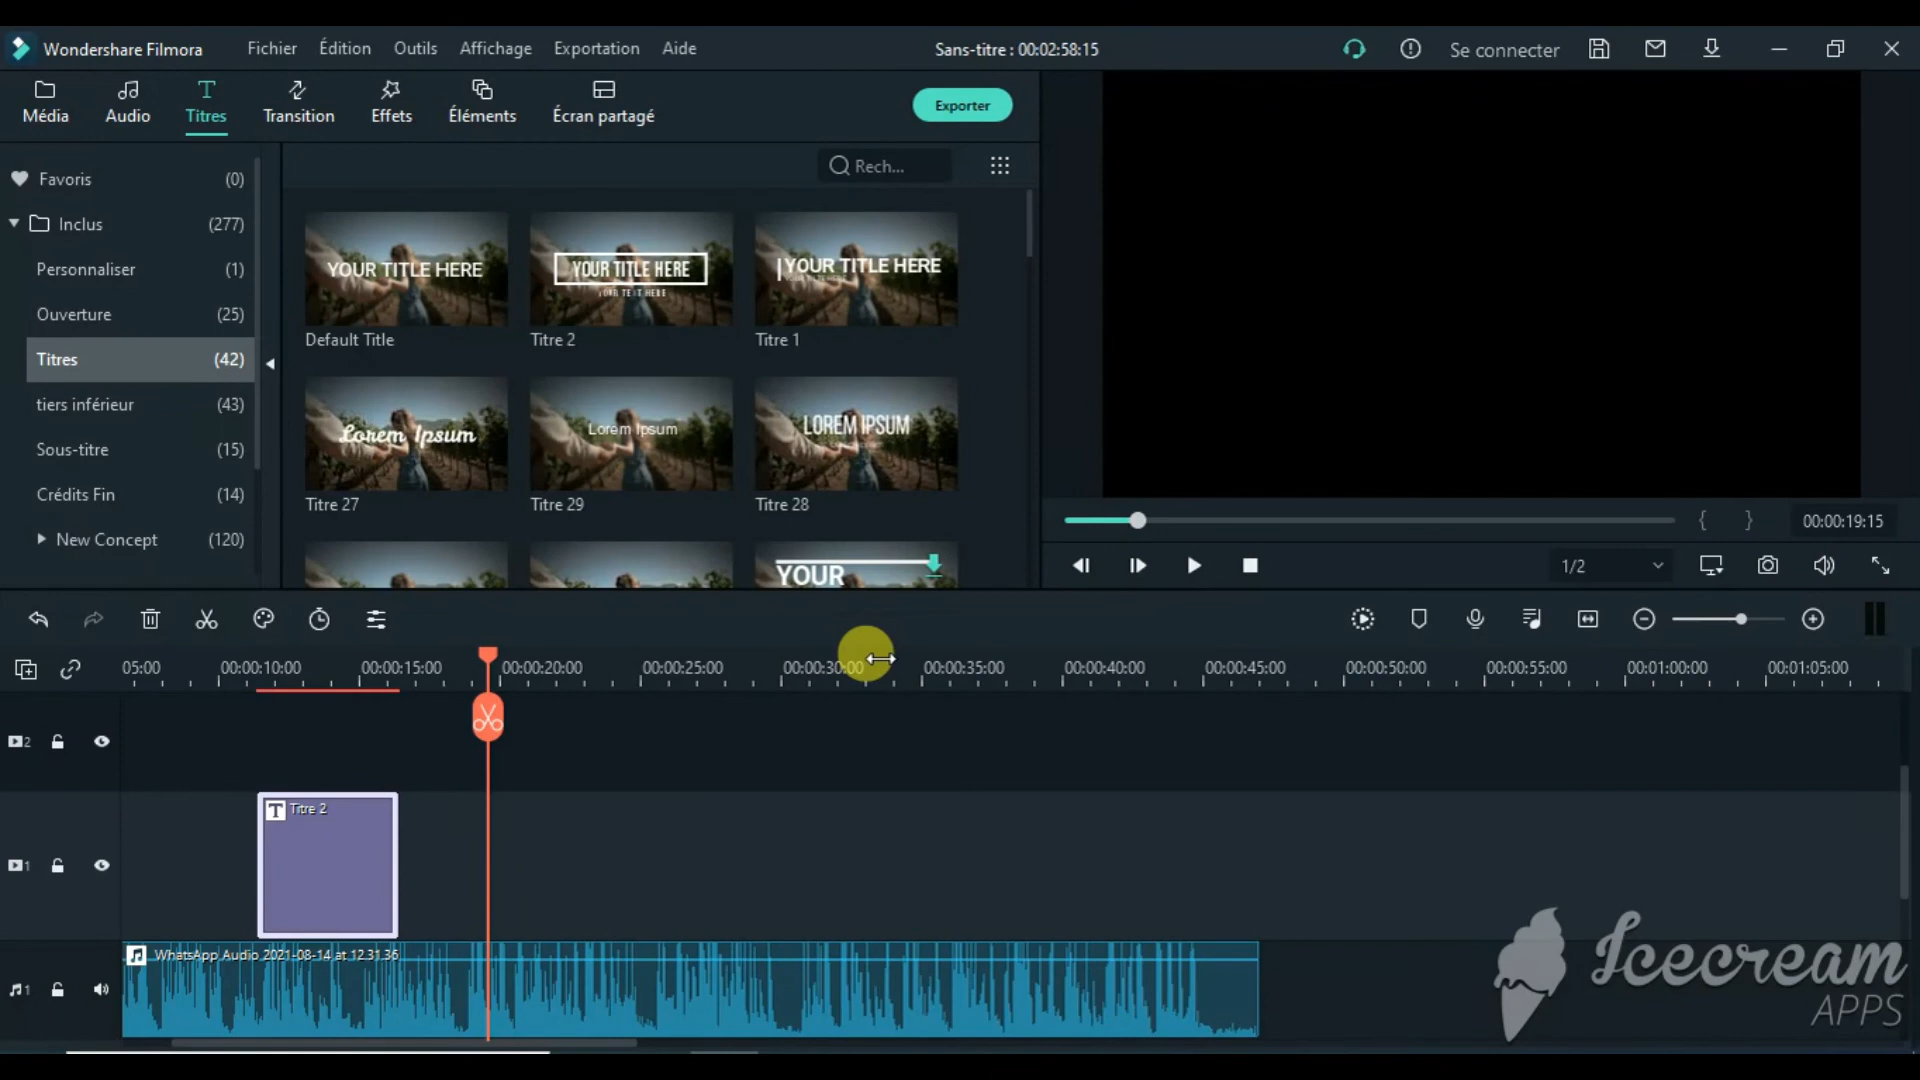 Wondershare Filmora Fichier Édition Outils Affichage Exportation Aide Sans-titre : 00:02:58:15 Se connecter
Média Audio Titres Transition Effets Éléments Écran partagé Exporter
Favoris (0)
Inclus (277)
Personnaliser (1)
Ouverture (25)
Titres (42)
tiers inférieur (43)
Sous-titre (15)
Crédits Fin (14)
New Concept (120)
Rech...
YOUR TITLE HERE
Default Title
YOUR TITLE HERE
YOUR TEXT HERE
Titre 2
YOUR TITLE HERE
Titre 1
Lorem Ipsum
Titre 27
Lorem Ipsum
Titre 29
LOREM IPSUM
Titre 28
YOUR
00:00:19:15
1/2
05:00 00:00:10:00 00:00:15:00 00:00:20:00 00:00:25:00 00:00:30:00 00:00:35:00 00:00:40:00 00:00:45:00 00:00:50:00 00:00:55:00 00:01:00:00 00:01:05:00
2
Titre 2
1
WhatsApp Audio 2021-08-14 at 12.31.36
1
Icecream
APPS